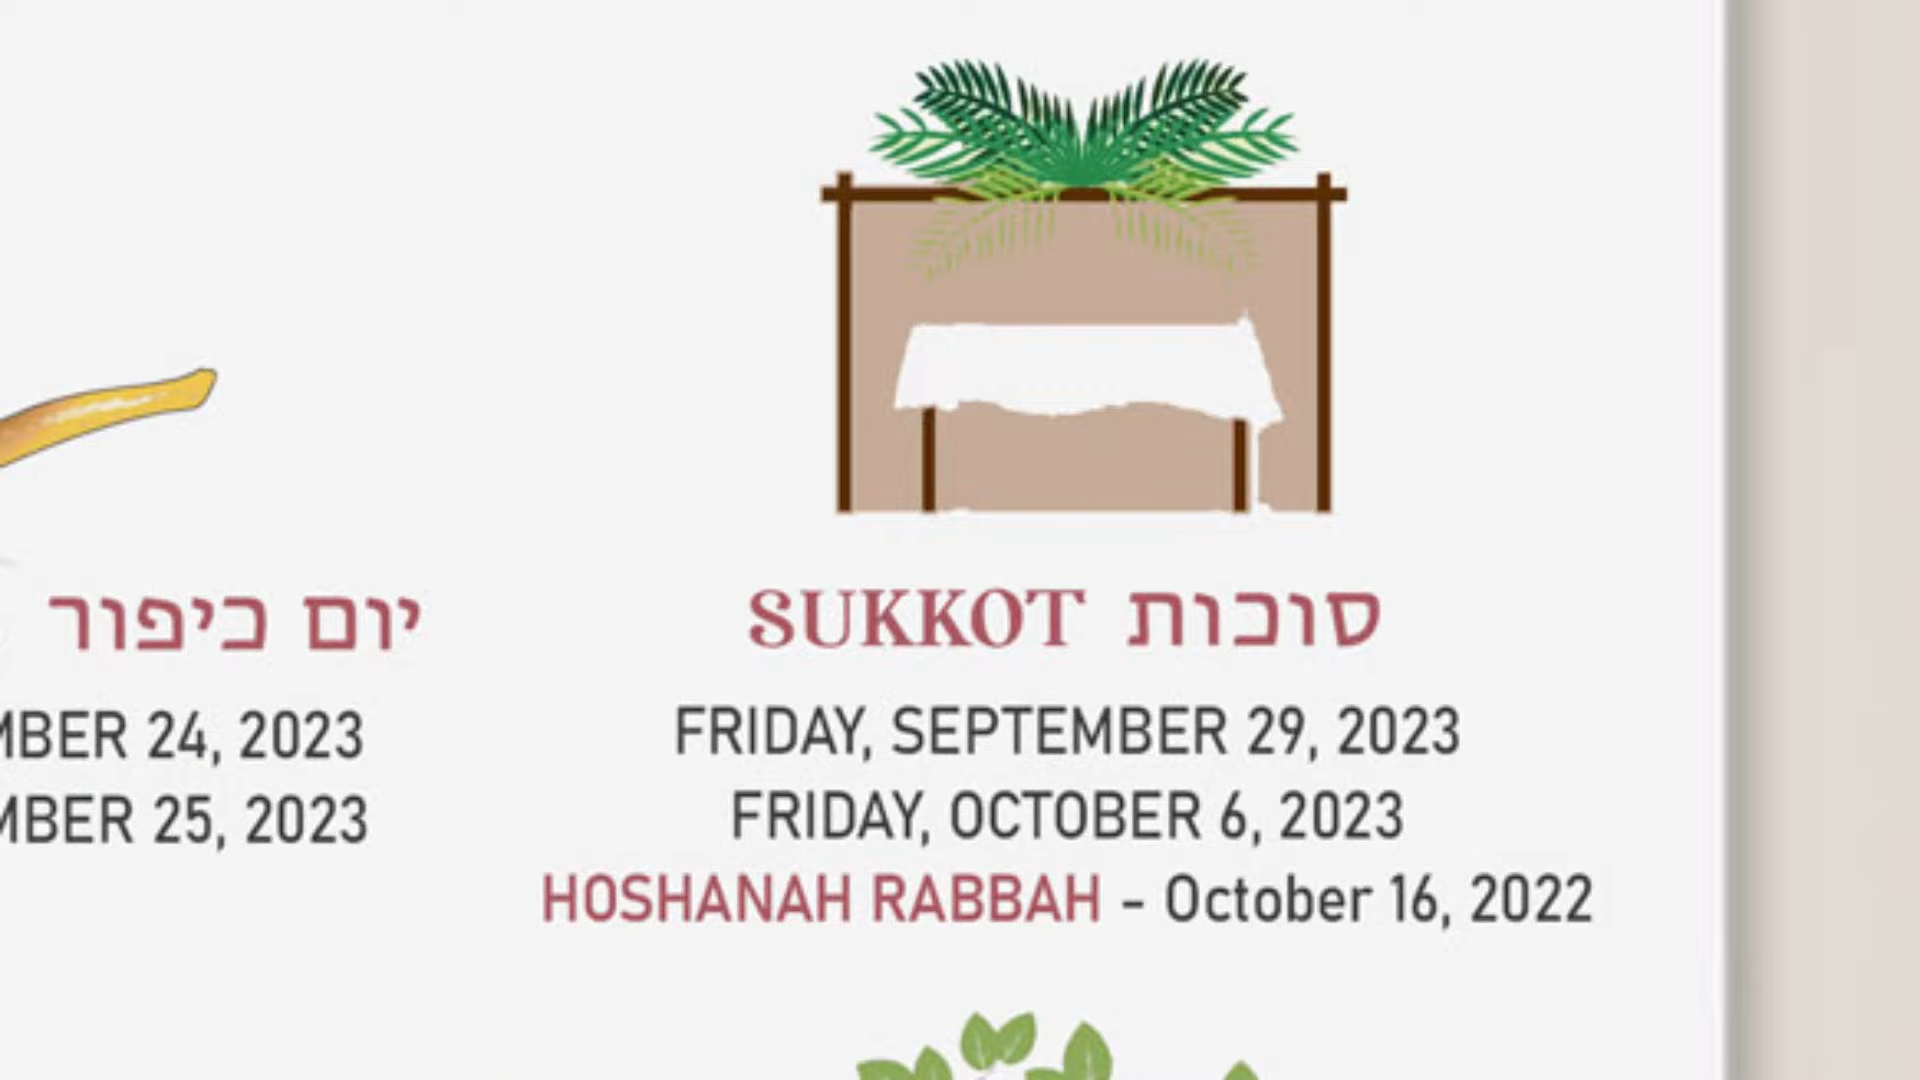 יום כיפור
MBER 24, 2023
MBER 25, 2023
SUKKOT סוכות
FRIDAY, SEPTEMBER 29, 2023
FRIDAY, OCTOBER 6, 2023
HOSHANAH RABBAH - October 16, 2022